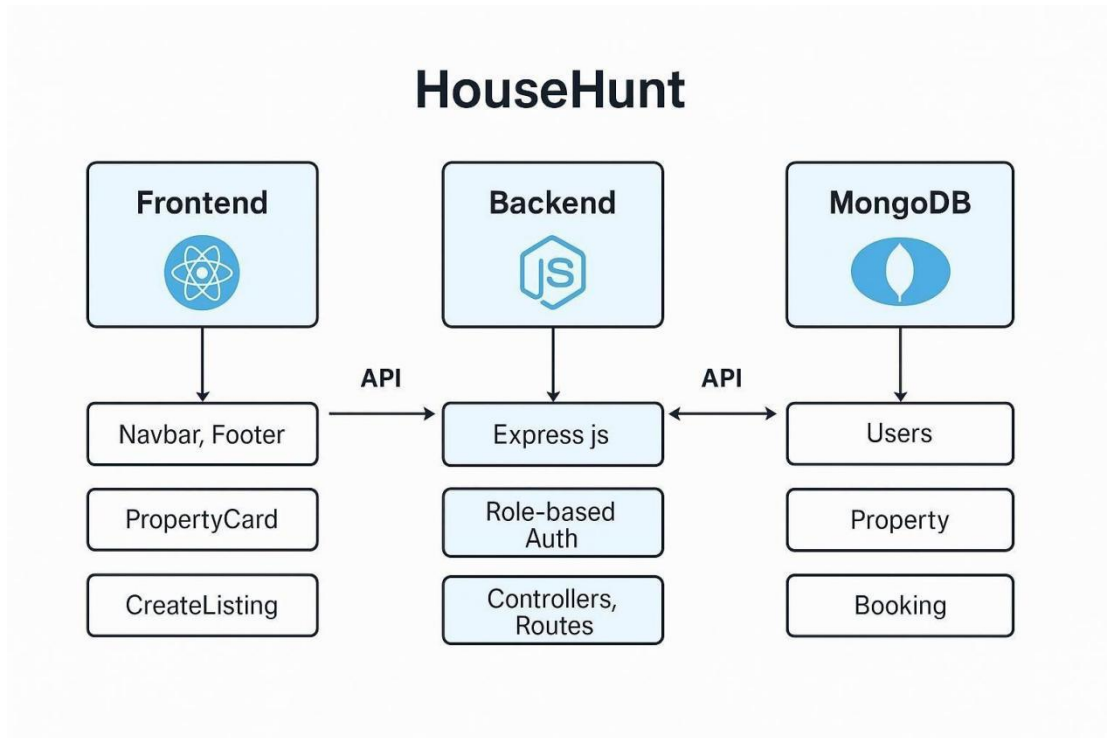 HouseHunt
Frontend
Backend
JS
MongoDB
API
API
Navbar, Footer
Express js
Users
PropertyCard
Role-based
Auth
Property
CreateListing
Controllers,
Routes
Booking